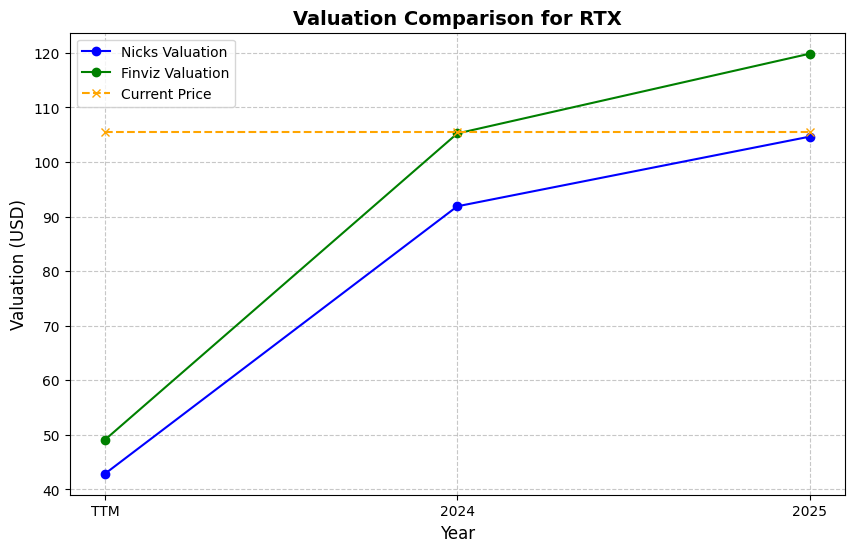 Valuation Comparison for RTX
Nicks Valuation
Finviz Valuation
Current Price
Valuation (USD)
120
110
100
90
80
70
60
50
40
TTM
2024
2025
Year